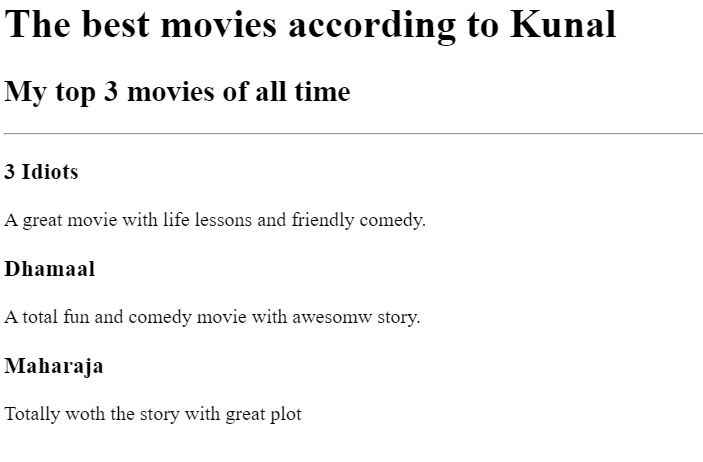 The best movies according to Kunal
My top 3 movies of all time
3 Idiots
A great movie with life lessons and friendly comedy.
Dhamaal
A total fun and comedy movie with awesomw story.
Maharaja
Totally woth the story with great plot